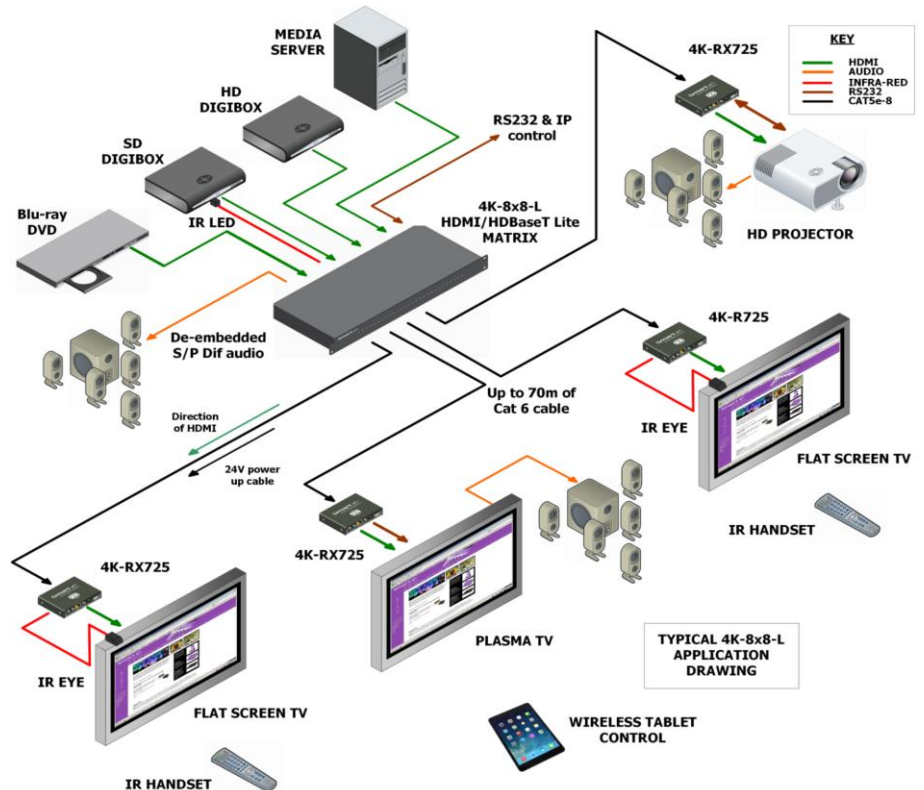 MEDIA
SERVER
4K-RX725
KEY
HDMI
AUDIO
INFRA-RED
RS232
CAT5e-8
HD
DIGIBOX
RS232 & IP
control
SD
DIGIBOX
IR LED
4K-8x8-L
HDMI/HDBaseT Lite
MATRIX
HD PROJECTOR
Blu-ray
DVD
De-embedded
S/P Dif audio
4K-R725
Up to 70m of
Cat 6 cable
IR EYE
FLAT SCREEN TV
Direction
of HDMI
24V power
up cable
IR HANDSET
4K-RX725
4K-RX725
PLASMA TV
TYPICAL 4K-8x8-L
APPLICATION
DRAWING
IR EYE
FLAT SCREEN TV
WIRELESS TABLET
CONTROL
IR HANDSET